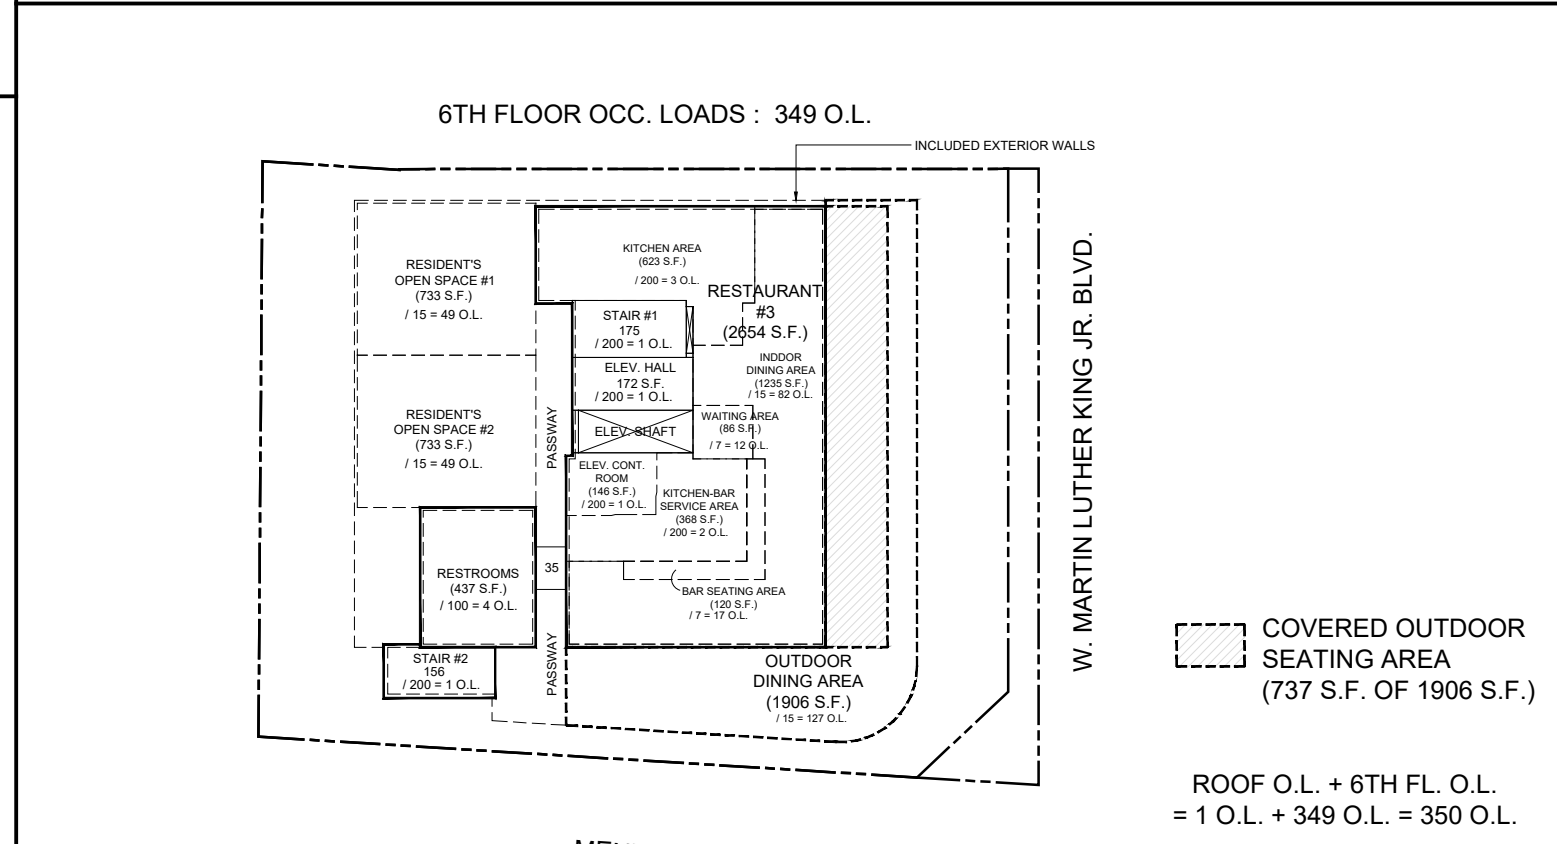 6TH FLOOR OCC. LOADS : 349 O.L.
INCLUDED EXTERIOR WALLS
RESIDENT'S
OPEN SPACE #1
(733 S.F.)
/ 15 = 49 O.L.
KITCHEN AREA
(623 S.F.)
/ 200 = 3 O.L.
RESTAURANT
#3
(2654 S.F.)
STAIR #1
175
/ 200 = 1 O.L.
ELEV. HALL
172 S.F.
/ 200 = 1 O.L.
INDDOR
DINING AREA
(1235 S.F.)
/ 15 = 82 O.L.
RESIDENT'S
OPEN SPACE #2
(733 S.F.)
/ 15 = 49 O.L.
PASSWAY
ELEV. SHAFT
WAITING AREA
(86 S.F.)
/ 7 = 12 O.L.
ELEV. CONT.
ROOM
(146 S.F.)
/ 200 = 1 O.L.
KITCHEN-BAR
SERVICE AREA
(368 S.F.)
/ 200 = 2 O.L.
RESTROOMS
(437 S.F.)
/ 100 = 4 O.L.
35
BAR SEATING AREA
(120 S.F.)
/ 7 = 17 O.L.
STAIR #2
156
/ 200 = 1 O.L.
PASSWAY
OUTDOOR
DINING AREA
(1906 S.F.)
/ 15 = 127 O.L.
W. MARTIN LUTHER KING JR. BLVD.
COVERED OUTDOOR
SEATING AREA
(737 S.F. OF 1906 S.F.)
ROOF O.L. + 6TH FL. O.L.
= 1 O.L. + 349 O.L. = 350 O.L.